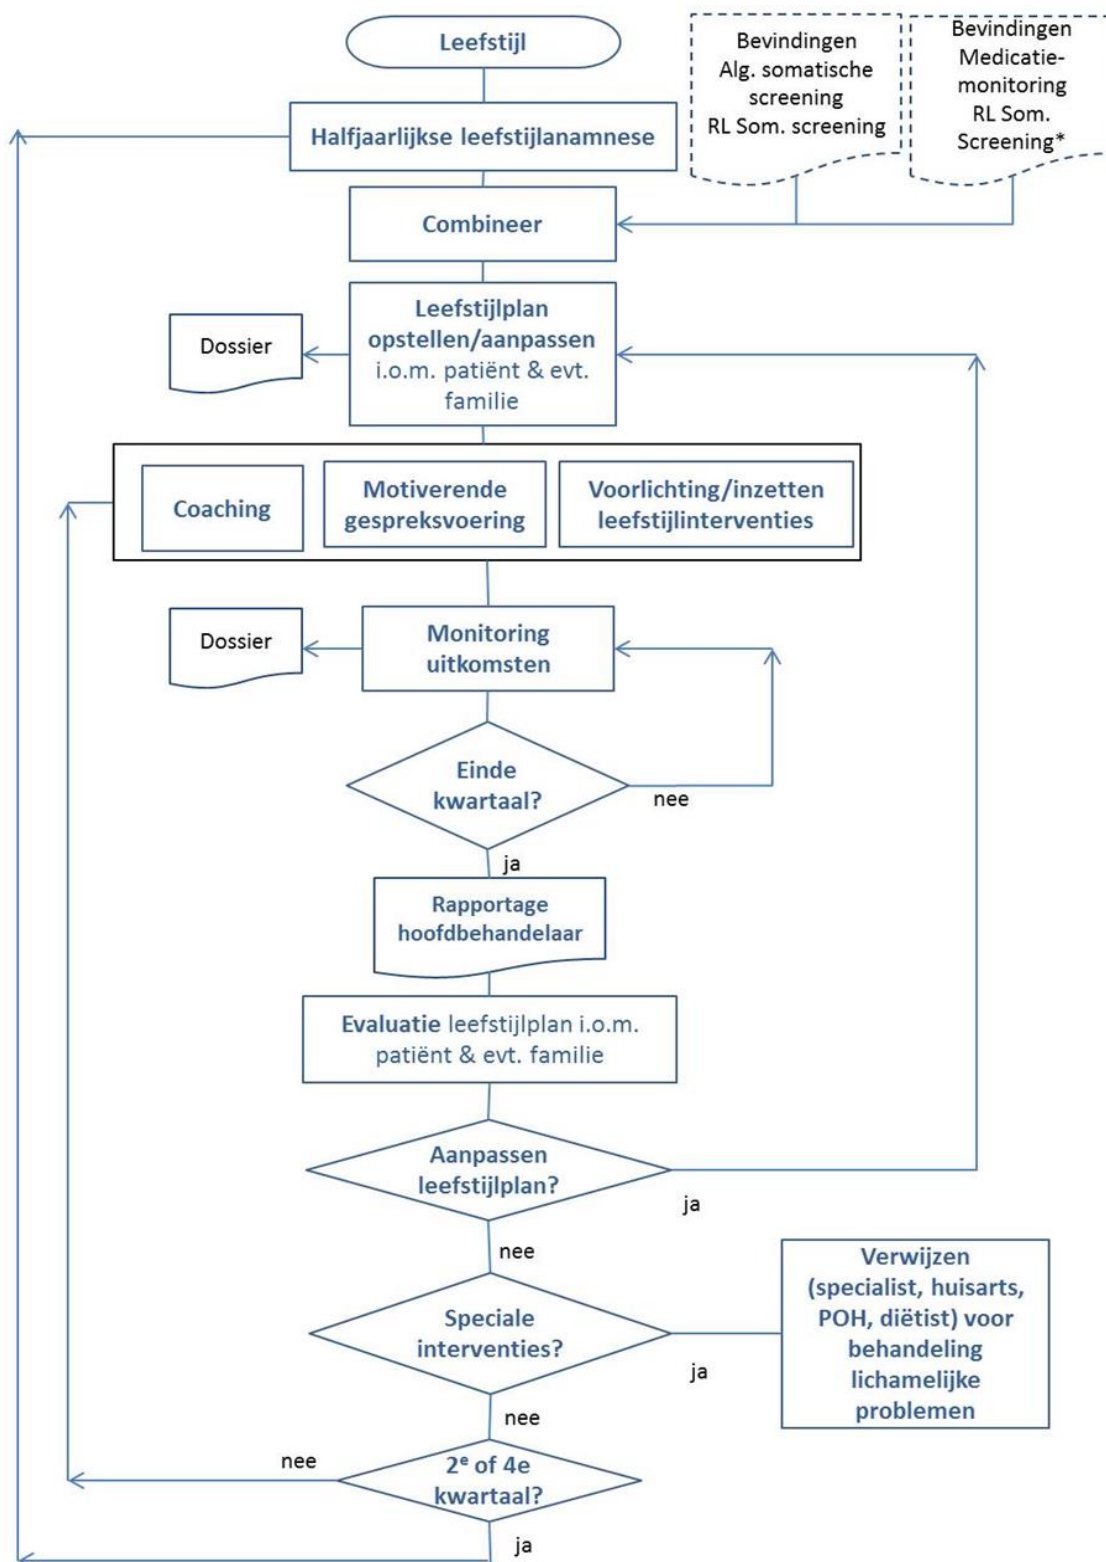 Leefstijl
Bevindingen
Alg. somatische
screening
RL Som. screening
Bevindingen
Medicatie-
monitoring
RL Som.
Screening*
Halfjaarlijkse leefstijlanamnese
Combineer
Leefstijlplan
opstellen/aanpassen
i.o.m. patiënt & evt.
familie
Dossier
Coaching
Motiverende
gespreksvoering
Voorlichting/inzetten
leefstijlinterventies
Dossier
Monitoring
uitkomsten
Einde
kwartaal?
nee
ja
Rapportage
hoofdbehandelaar
Evaluatie leefstijlplan i.o.m.
patiënt & evt. familie
Aanpassen
leefstijlplan?
ja
nee
Speciale
interventies?
ja
Verwijzen
(specialist, huisarts,
POH, diëtist) voor
behandeling
lichamelijke
problemen
nee
2ᵉ of 4e
kwartaal?
nee
ja